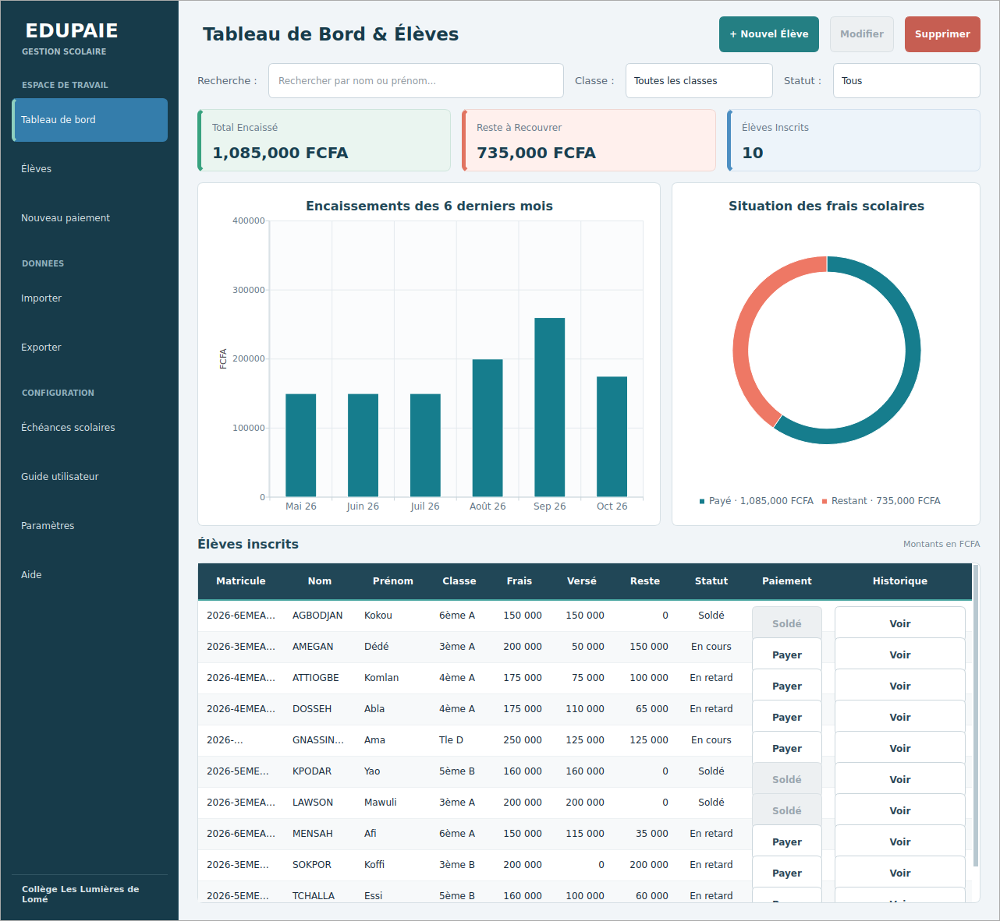 EDUPAIE
GESTION SCOLAIRE
ESPACE DE TRAVAIL
Tableau de bord
Élèves
Nouveau paiement
DONNÉES
Importer
Exporter
CONFIGURATION
Échéances scolaires
Guide utilisateur
Paramètres
Aide
Collège Les Lumières de
Lomé
Tableau de Bord & Élèves
+ Nouvel Élève
Modifier
Supprimer
Recherche : Rechercher par nom ou prénom... Classe : Toutes les classes Statut : Tous
Total Encaissé
1,085,000 FCFA
Reste à Recouvrer
735,000 FCFA
Élèves Inscrits
10
Encaissements des 6 derniers mois
400000
300000
200000
100000
0
FCFA
Mai 26 Juin 26 Juil 26 Août 26 Sep 26 Oct 26
Situation des frais scolaires
Payé · 1,085,000 FCFA Restant · 735,000 FCFA
Élèves inscrits
Montants en FCFA
Matricule Nom Prénom Classe Frais Versé Reste Statut Paiement Historique
2026-6EMEA... AGBODJAN Kokou 6ème A 150 000 150 000 0 Soldé Soldé Voir
2026-3EMEA... AMEGAN Dédé 3ème A 200 000 50 000 150 000 En cours Payer Voir
2026-4EMEA... ATTIOGBE Komlan 4ème A 175 000 75 000 100 000 En retard Payer Voir
2026-4EMEA... DOSSEH Abla 4ème A 175 000 110 000 65 000 En retard Payer Voir
2026-... GNASSIN... Ama Tle D 250 000 125 000 125 000 En cours Payer Voir
2026-5EME... KPODAR Yao 5ème B 160 000 160 000 0 Soldé Soldé Voir
2026-3EMEA... LAWSON Mawuli 3ème A 200 000 200 000 0 Soldé Soldé Voir
2026-6EMEA... MENSAH Afi 6ème A 150 000 115 000 35 000 En retard Payer Voir
2026-3EME... SOKPOR Koffi 3ème B 200 000 0 200 000 En retard Payer Voir
2026-5EME... TCHALLA Essi 5ème B 160 000 100 000 60 000 En retard